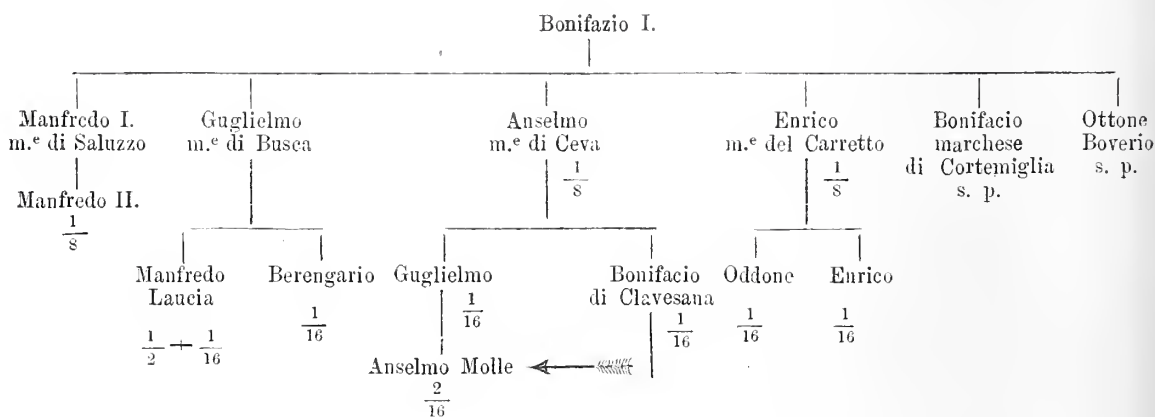 Bonifazio I.
Manfredo I.
m.e di Saluzzo
Guglielmo
m.e di Busca
Anselmo
m.e di Ceva
1/8
Enrico
m.e del Carretto
1/8
Bonifacio
marchese
di Cortemiglia
s. p.
Ottone
Boverio
s. p.
Manfredo II.
1/8
Manfredo
Lancia
1/2 + 1/16
Berengario
1/16
Guglielmo
1/16
Bonifacio
di Clavesana
1/16
Oddone
1/16
Enrico
1/16
Anselmo Molle
2/16